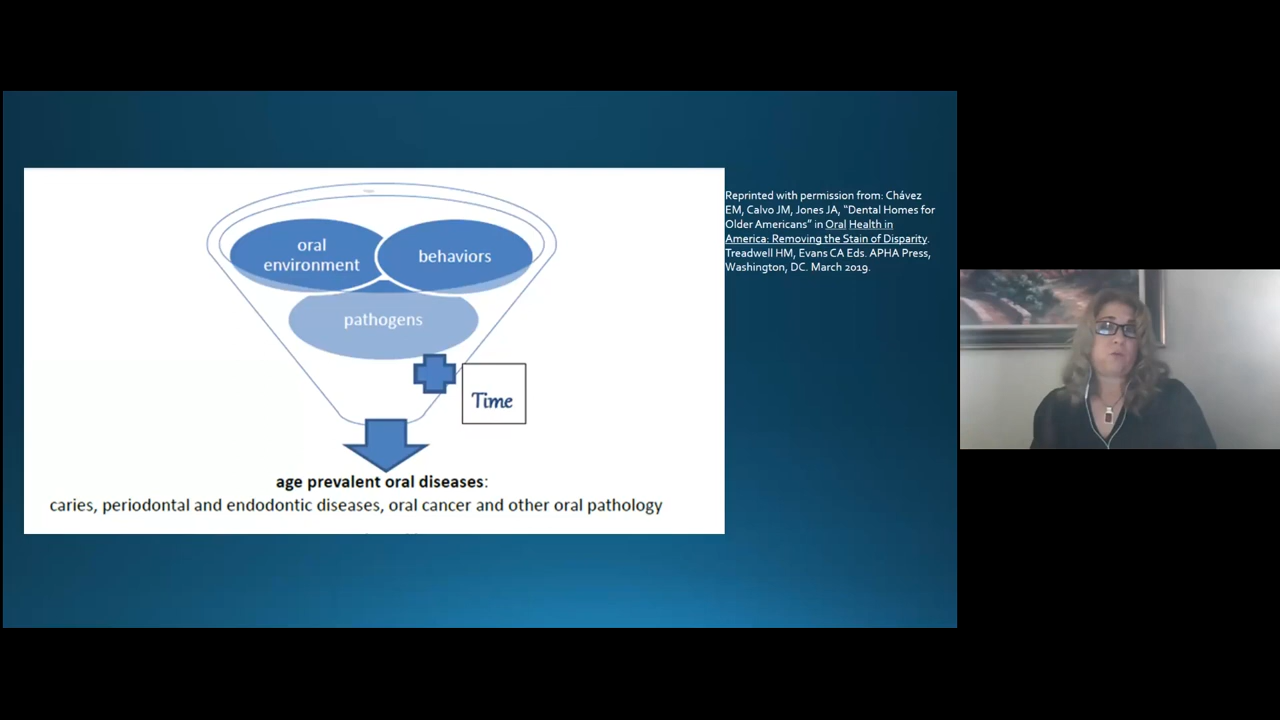 oral
environment
behaviors
pathogens
Time
age prevalent oral diseases:
caries, periodontal and endodontic diseases, oral cancer and other oral pathology
Reprinted with permission from: Chávez
EM, Calvo JM, Jones JA, “Dental Homes for
Older Americans” in Oral Health in
America: Removing the Stain of Disparity.
Treadwell HM, Evans CA Eds. APHA Press,
Washington, DC. March 2019.